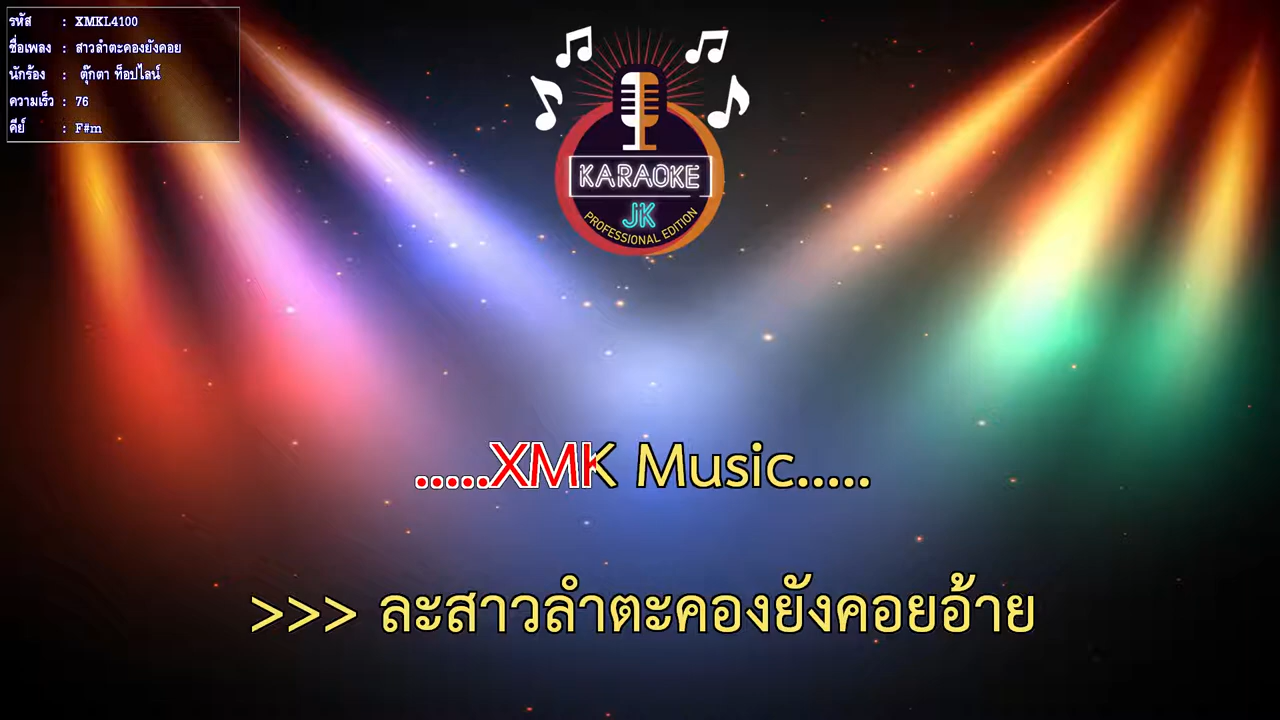 รหัส : XMKL4100
ชื่อเพลง : สาวลำตะคองยังคอย
นักร้อง : ตุ๊กตา ท็อปไลน์
ความเร็ว : 76
คีย์ : F#m
KARAOKE
JK
PROFESSIONAL EDITION
.....XMK Music.....
>>> ละสาวลำตะคองยังคอยอ้าย